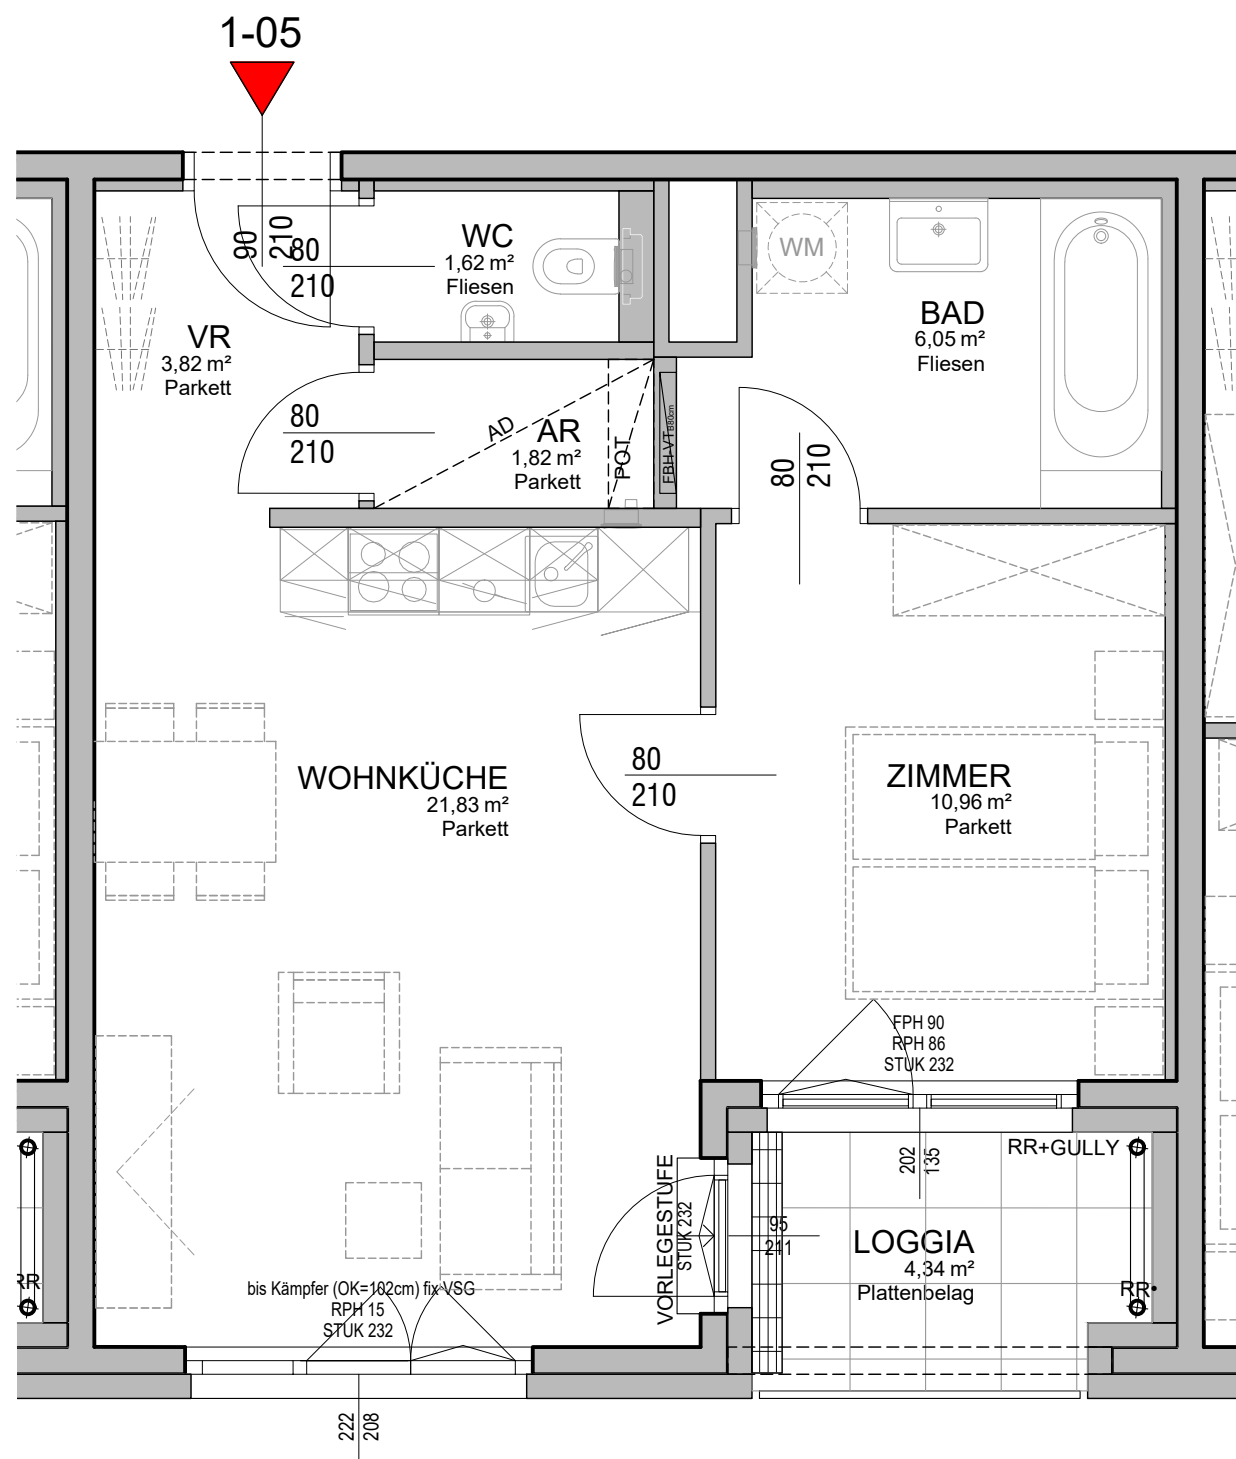 1-05
90
210
80
210
WC
1,62 m²
Fliesen
WM
BAD
6,05 m²
Fliesen
VR
3,82 m²
Parkett
80
210
AD
AR
1,82 m²
Parkett
POT
FBH-VT B80cm
80
210
WOHNKÜCHE
21,83 m²
Parkett
80
210
ZIMMER
10,96 m²
Parkett
FPH 90
RPH 86
STUK 232
202
135
RR+GULLY
VORLEGESTUFE
STUK 232
95
211
LOGGIA
4,34 m²
Plattenbelag
RR
RR
bis Kämpfer (OK=102cm) fix VSG
RPH 15
STUK 232
222
208